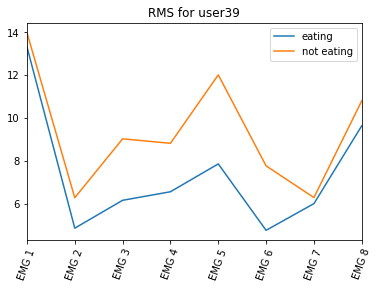 RMS for user39
eating
not eating
14
12
10
8
6
EMG 1
EMG 2
EMG 3
EMG 4
EMG 5
EMG 6
EMG 7
EMG 8